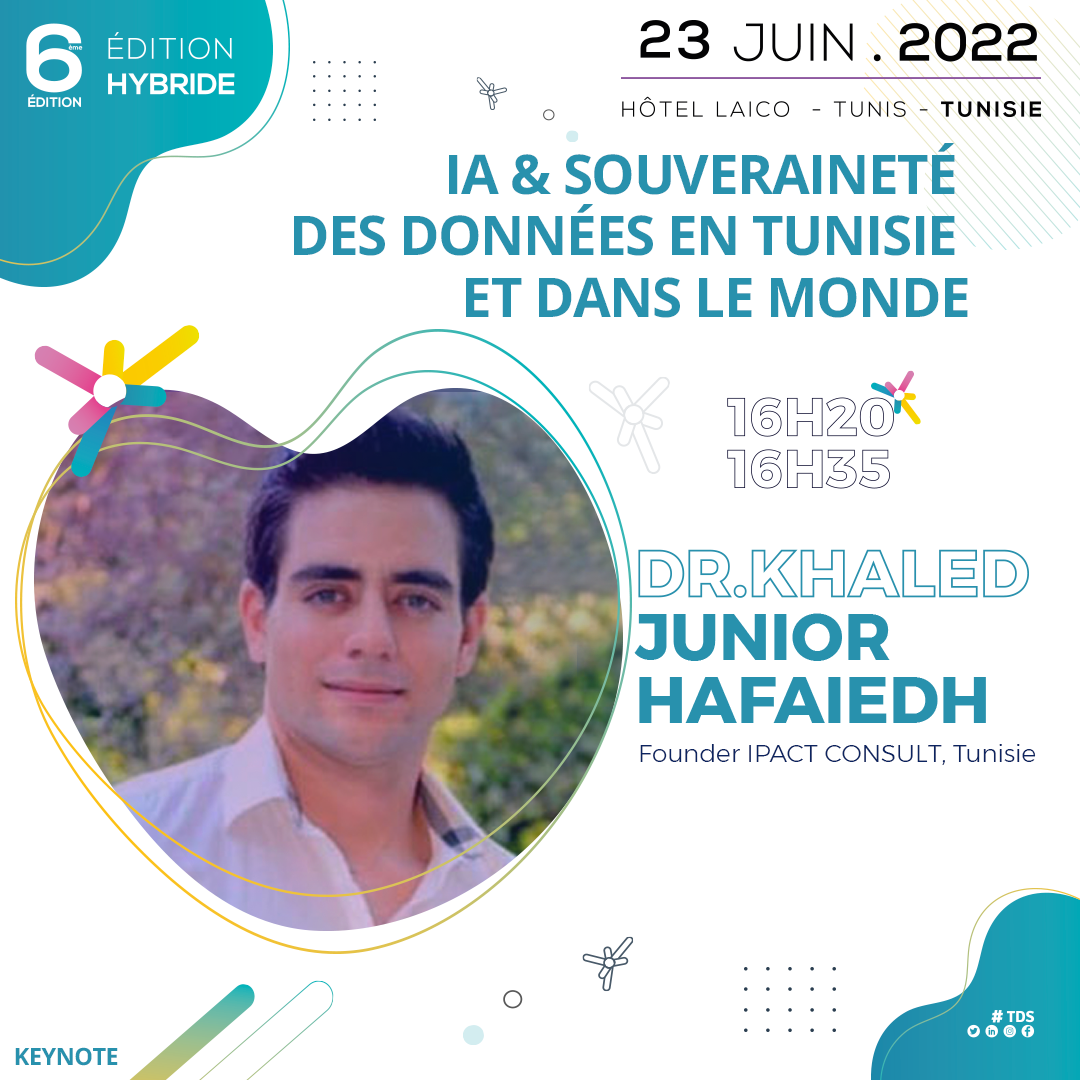 6ème
ÉDITION
ÉDITION
HYBRIDE
23 JUIN . 2022
HÔTEL LAICO - TUNIS - TUNISIE
IA & SOUVERAINETÉ
DES DONNÉES EN TUNISIE
ET DANS LE MONDE
16H20
16H35
DR.KHALED
JUNIOR
HAFAIEDH
Founder IPACT CONSULT, Tunisie
# TDS
KEYNOTE